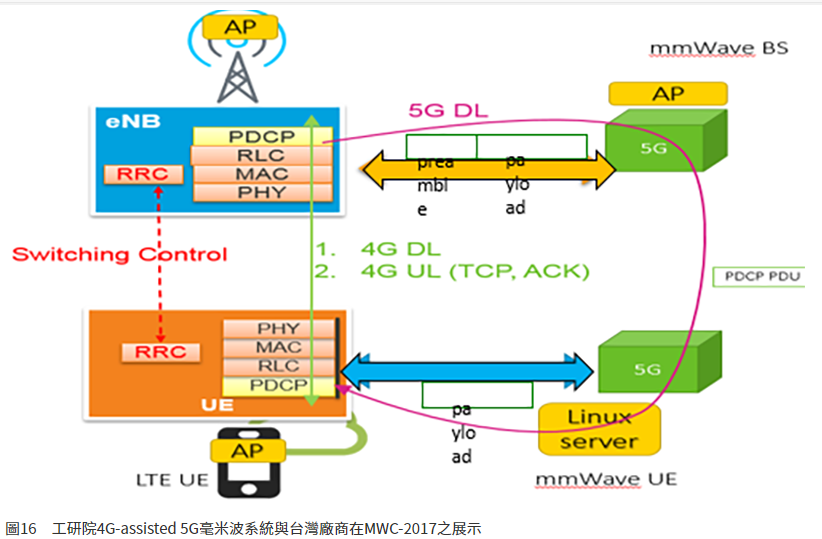 AP
mmWave BS
AP
5G DL
eNB
PDCP
RLC
MAC
PHY
RRC
prea
mbl
e
pa
ylo
ad
5G
Switching Control
1. 4G DL
2. 4G UL (TCP, ACK)
PDCP PDU
PHY
MAC
RLC
PDCP
RRC
UE
5G
pa
ylo
ad
Linux
server
AP
LTE UE
mmWave UE
圖16 工研院4G-assisted 5G毫米波系統與台灣廠商在MWC-2017之展示